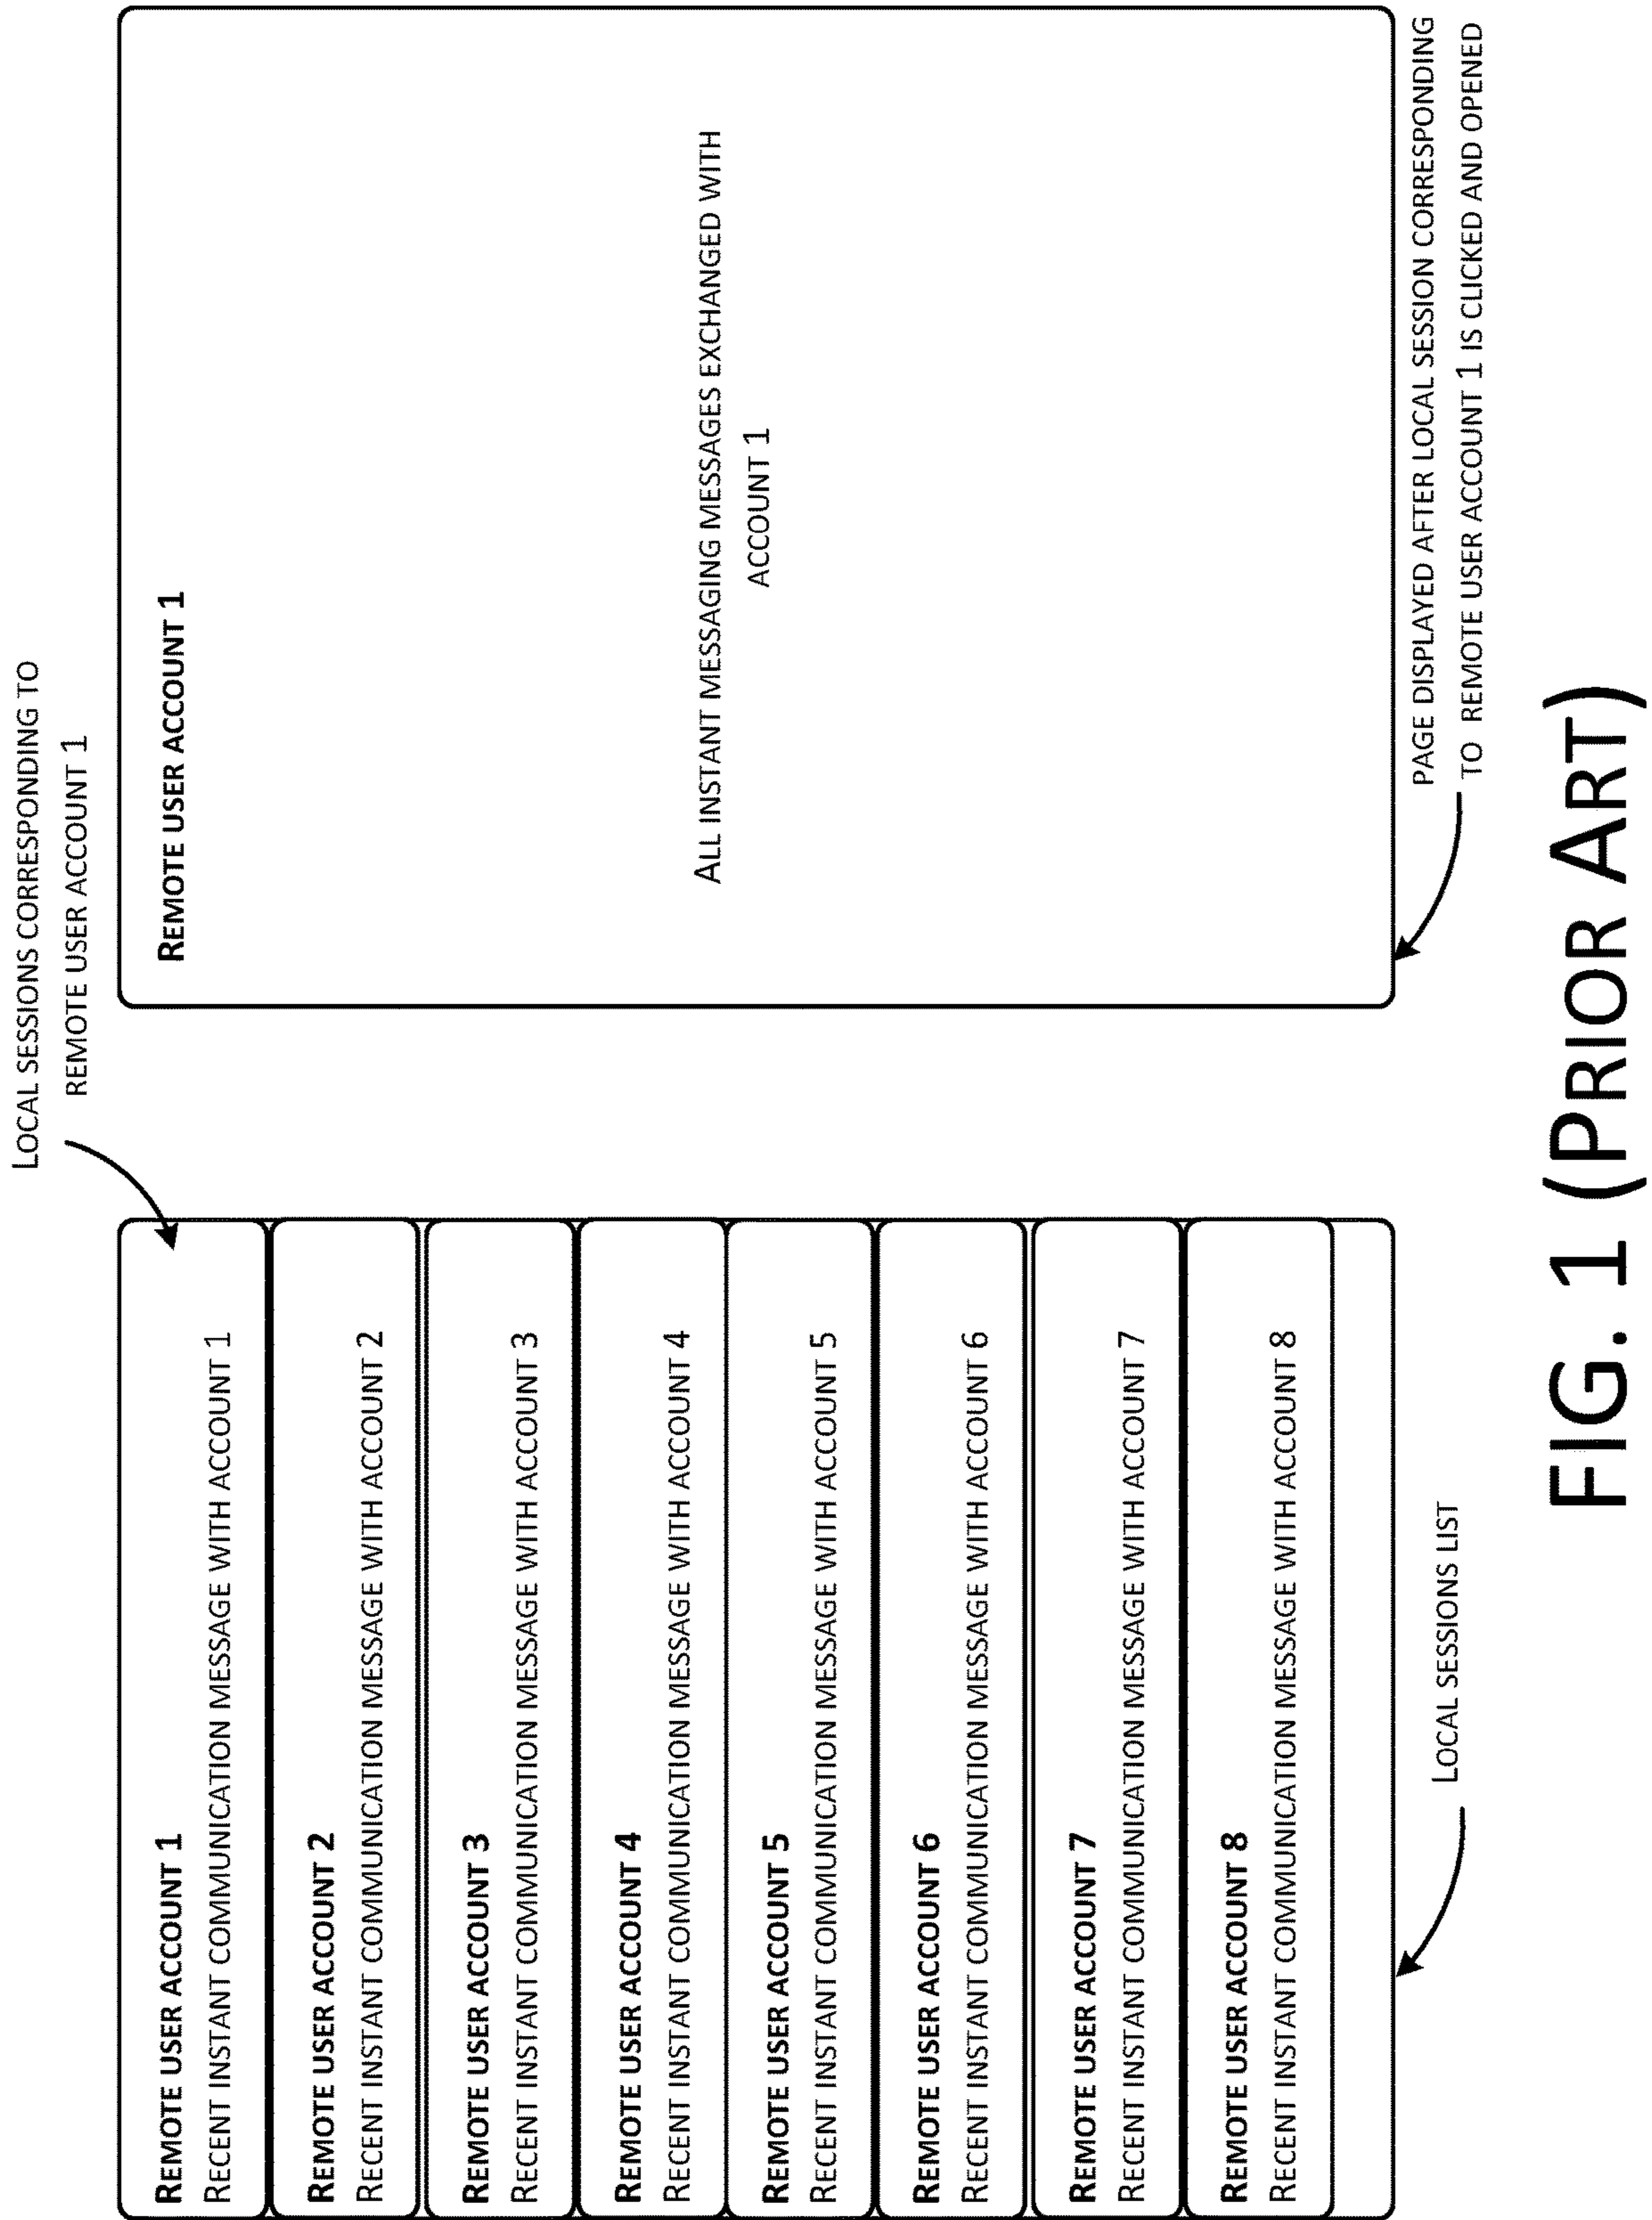 LOCAL SESSIONS CORRESPONDING TO
REMOTE USER ACCOUNT 1
REMOTE USER ACCOUNT 1
RECENT INSTANT COMMUNICATION MESSAGE WITH ACCOUNT 1
REMOTE USER ACCOUNT 2
RECENT INSTANT COMMUNICATION MESSAGE WITH ACCOUNT 2
REMOTE USER ACCOUNT 3
RECENT INSTANT COMMUNICATION MESSAGE WITH ACCOUNT 3
REMOTE USER ACCOUNT 4
RECENT INSTANT COMMUNICATION MESSAGE WITH ACCOUNT 4
REMOTE USER ACCOUNT 5
RECENT INSTANT COMMUNICATION MESSAGE WITH ACCOUNT 5
REMOTE USER ACCOUNT 6
RECENT INSTANT COMMUNICATION MESSAGE WITH ACCOUNT 6
REMOTE USER ACCOUNT 7
RECENT INSTANT COMMUNICATION MESSAGE WITH ACCOUNT 7
REMOTE USER ACCOUNT 8
RECENT INSTANT COMMUNICATION MESSAGE WITH ACCOUNT 8
LOCAL SESSIONS LIST
REMOTE USER ACCOUNT 1
ALL INSTANT MESSAGING MESSAGES EXCHANGED WITH
ACCOUNT 1
PAGE DISPLAYED AFTER LOCAL SESSION CORRESPONDING
TO REMOTE USER ACCOUNT 1 IS CLICKED AND OPENED
FIG. 1 (PRIOR ART)